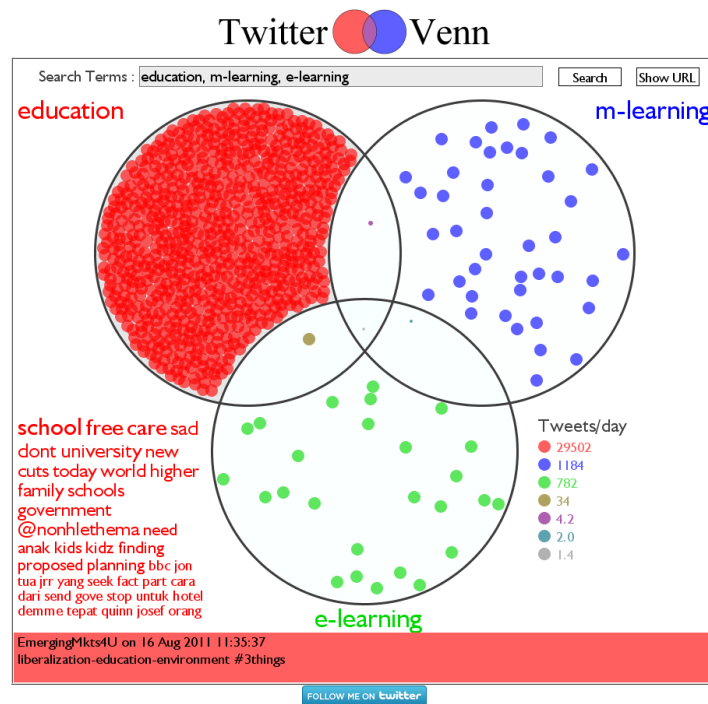 Twitter Venn
Search Terms : education, m-learning, e-learning Search Show URL
education
m-learning
school free care sad
dont university new
cuts today world higher
family schools
government
@nonhlethema need
anak kids kidz finding
proposed planning bbc jon
tua jrr yang seek fact part cara
dari send gove stop untuk hotel
demme tepat quinn josef orang
Tweets/day
29502
1184
782
34
4.2
2.0
1.4
e-learning
EmergingMkts4U on 16 Aug 2011 11:35:37
liberalization-education-environment #3things
FOLLOW ME ON twitter